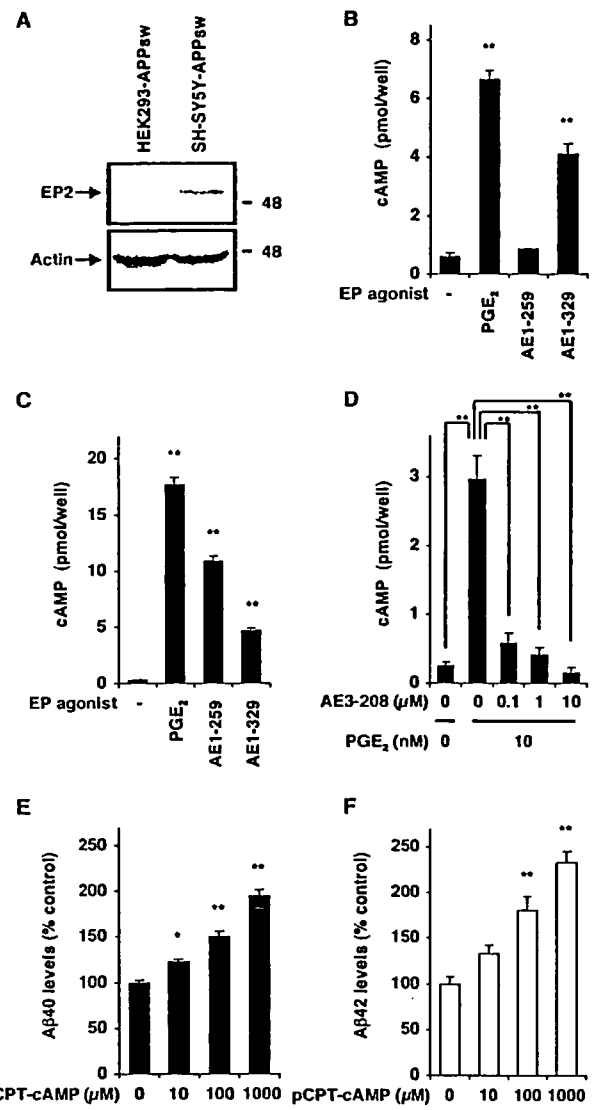 A
HEK293-APPsw
SH-SY5Y-APPsw
EP2
48
Actin
48
B
cAMP (pmol/well)
8
6
4
2
0
**
**
EP agonist
-
PGE₂
AE1-259
AE1-329
C
cAMP (pmol/well)
20
15
10
5
0
**
**
**
EP agonist
-
PGE₂
AE1-259
AE1-329
D
cAMP (pmol/well)
3
2
1
0
**
**
**
**
AE3-208 (μM) 0 0 0.1 1 10
PGE₂ (nM) 0 10
E
Aβ40 levels (% control)
250
200
150
100
50
0
*
**
**
CPT-cAMP (μM) 0 10 100 1000
F
Aβ42 levels (% control)
250
200
150
100
50
0
**
**
pCPT-cAMP (μM) 0 10 100 1000